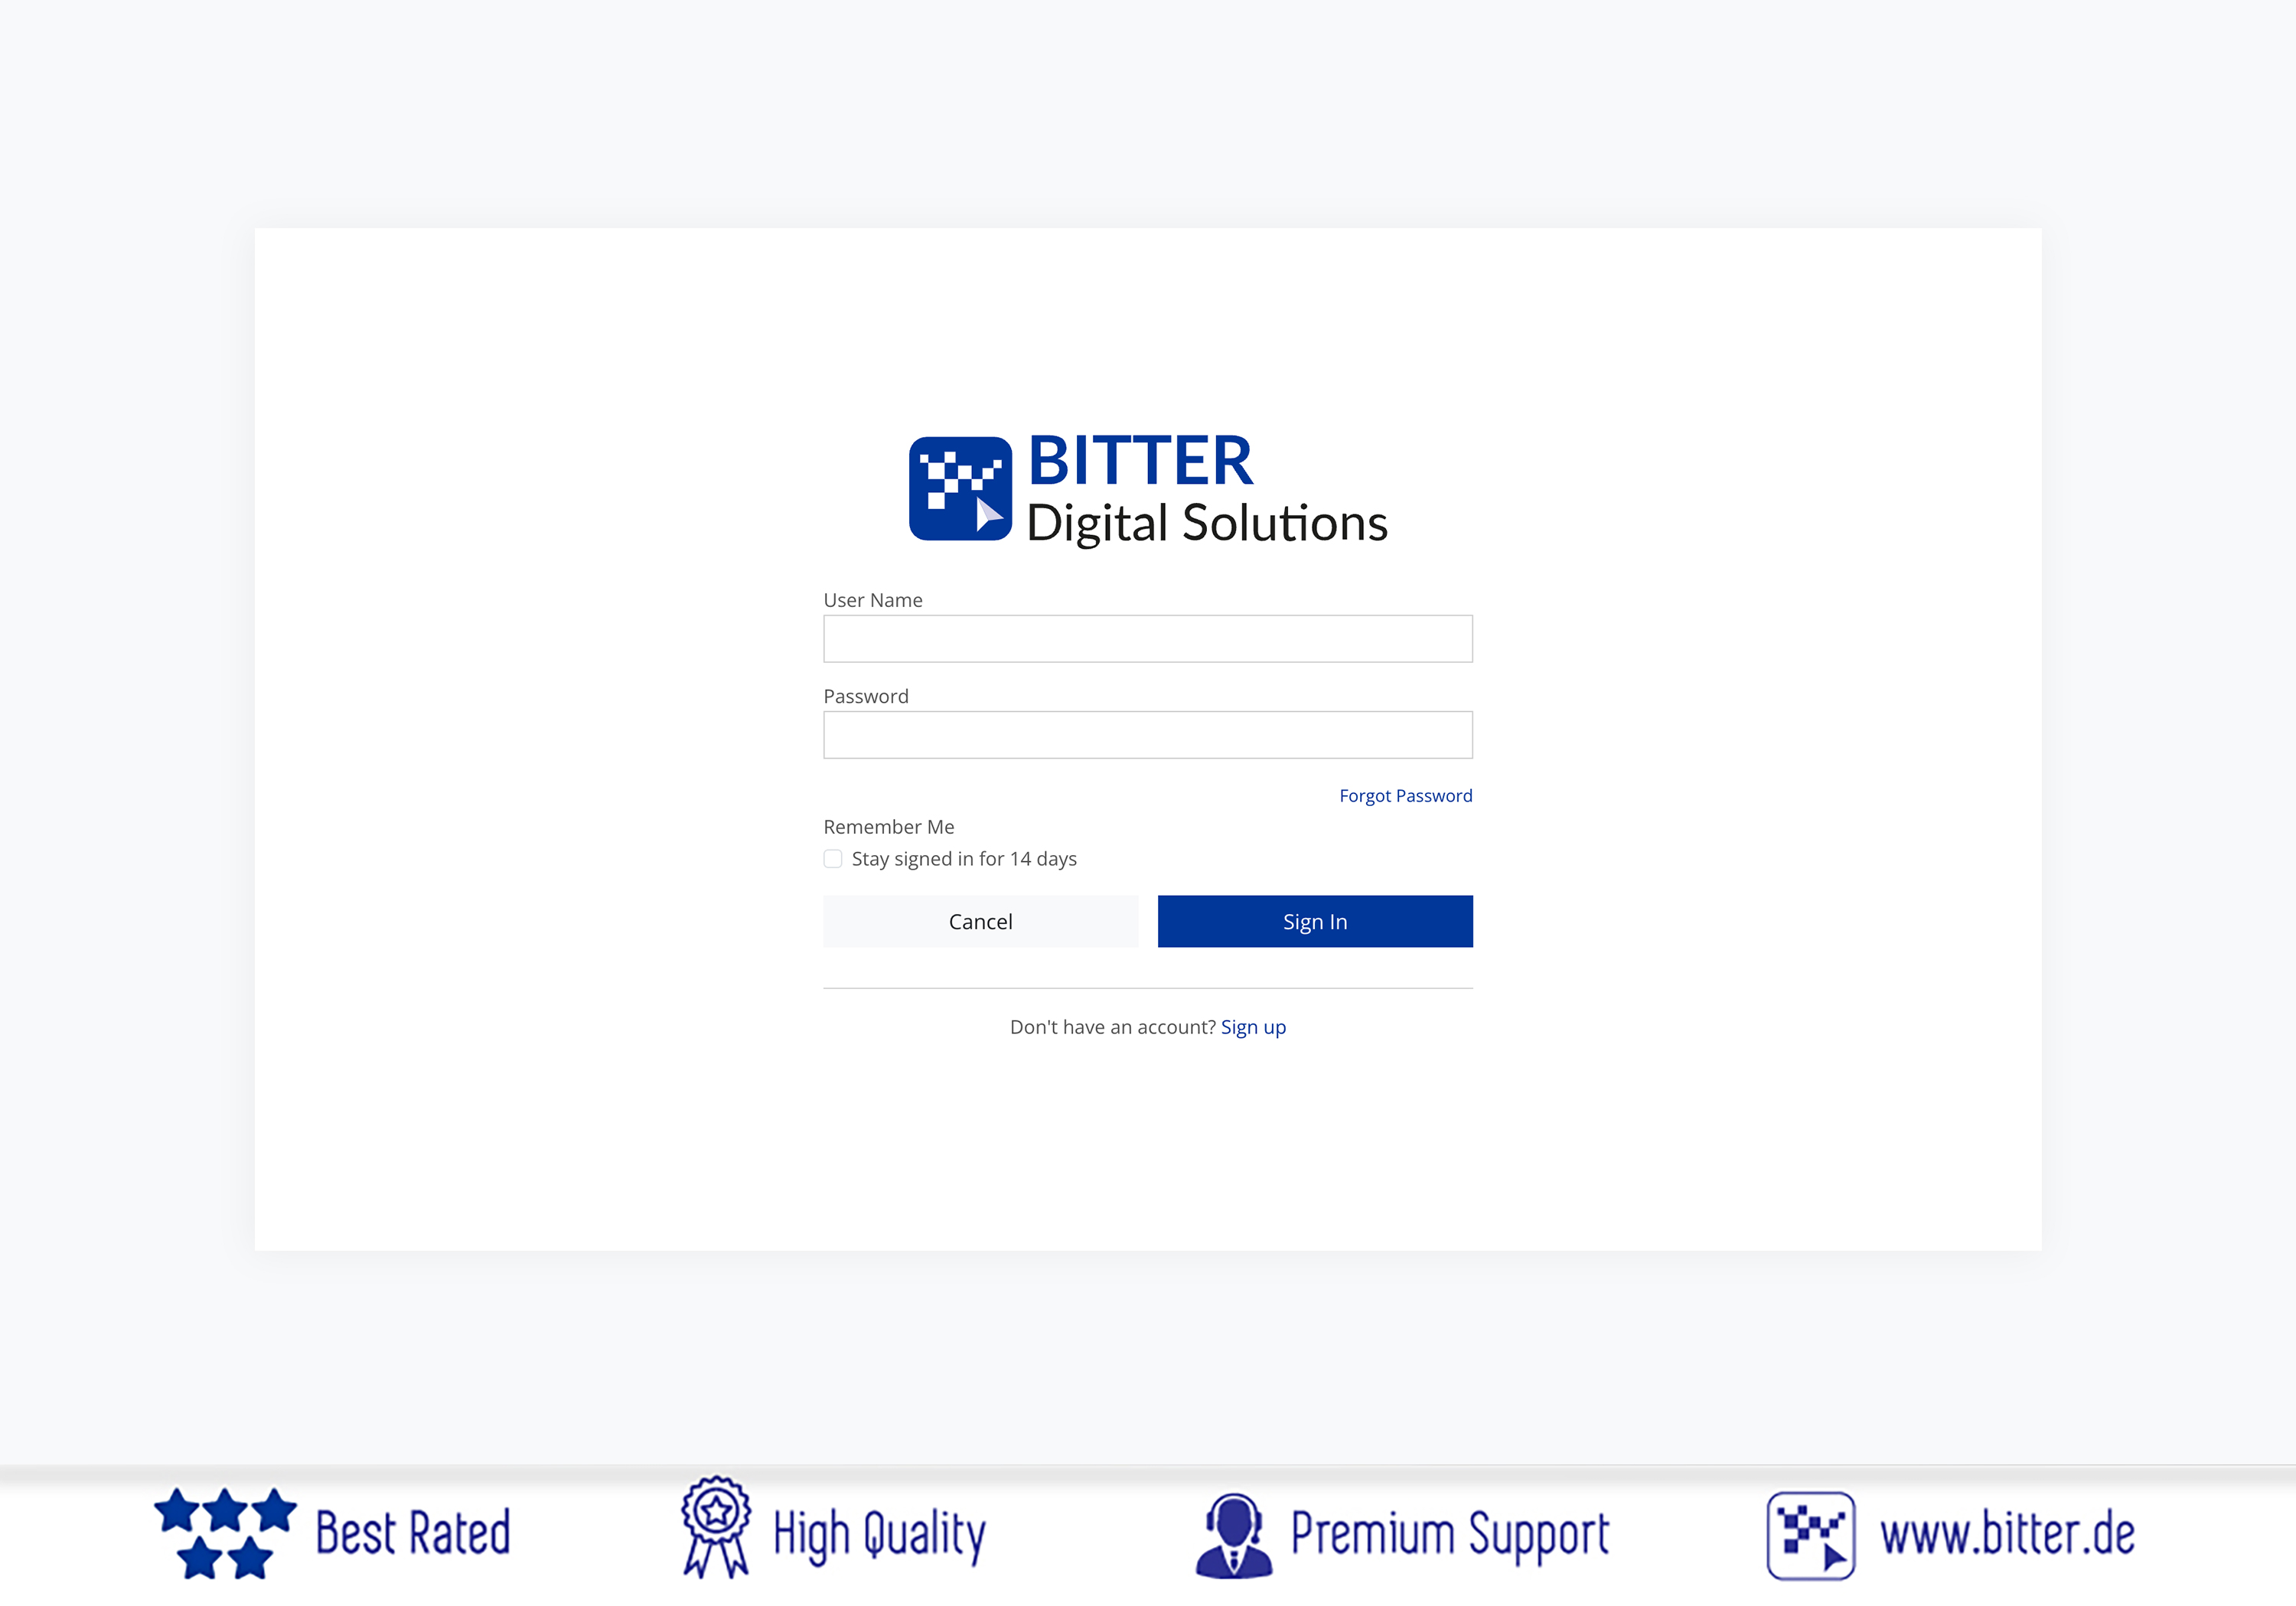 BITTER
Digital Solutions
User Name
Password
Forgot Password
Remember Me
Stay signed in for 14 days
Cancel
Sign In
Don't have an account? Sign up
Best Rated
High Quality
Premium Support
www.bitter.de